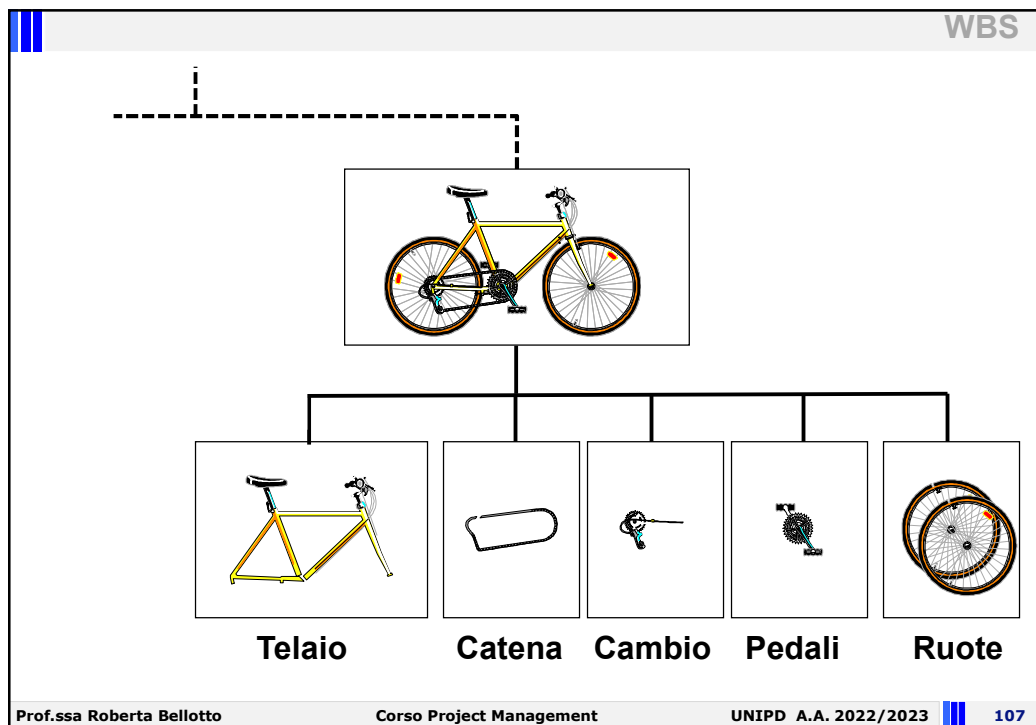 WBS
Telaio Catena Cambio Pedali Ruote
Prof.ssa Roberta Bellotto Corso Project Management UNIPD A.A. 2022/2023 107